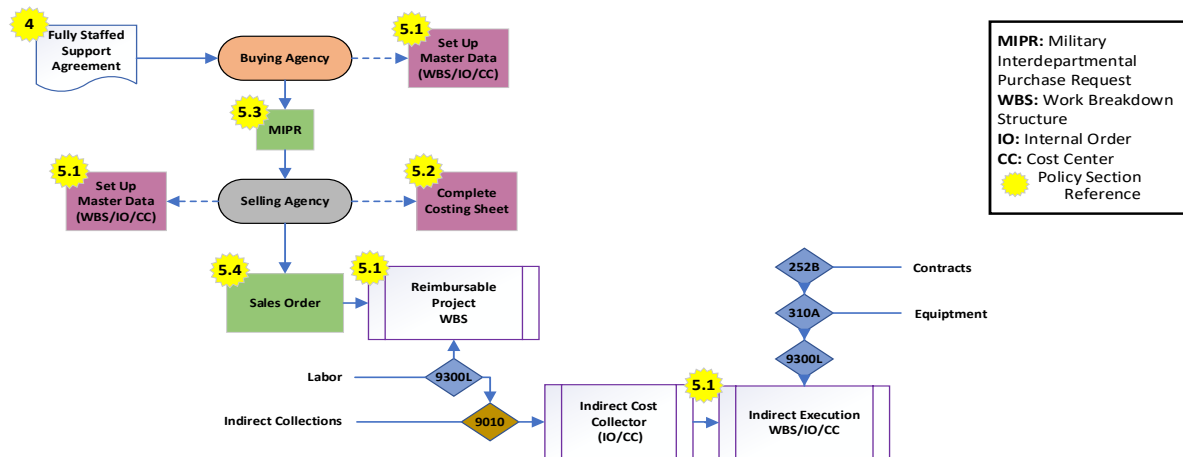 4
Fully Staffed
Support
Agreement
Buying Agency
5.1
Set Up
Master Data
(WBS/IO/CC)
MIPR: Military
Interdepartmental
Purchase Request
WBS: Work Breakdown
Structure
IO: Internal Order
CC: Cost Center
Policy Section
Reference
5.3
MIPR
5.1
Set Up
Master Data
(WBS/IO/CC)
Selling Agency
5.2
Complete
Costing Sheet
5.4
Sales Order
5.1
Reimbursable
Project
WBS
252B
Contracts
310A
Equiptment
9300L
Labor
9300L
Indirect Collections
9010
Indirect Cost
Collector
(IO/CC)
5.1
Indirect Execution
WBS/IO/CC